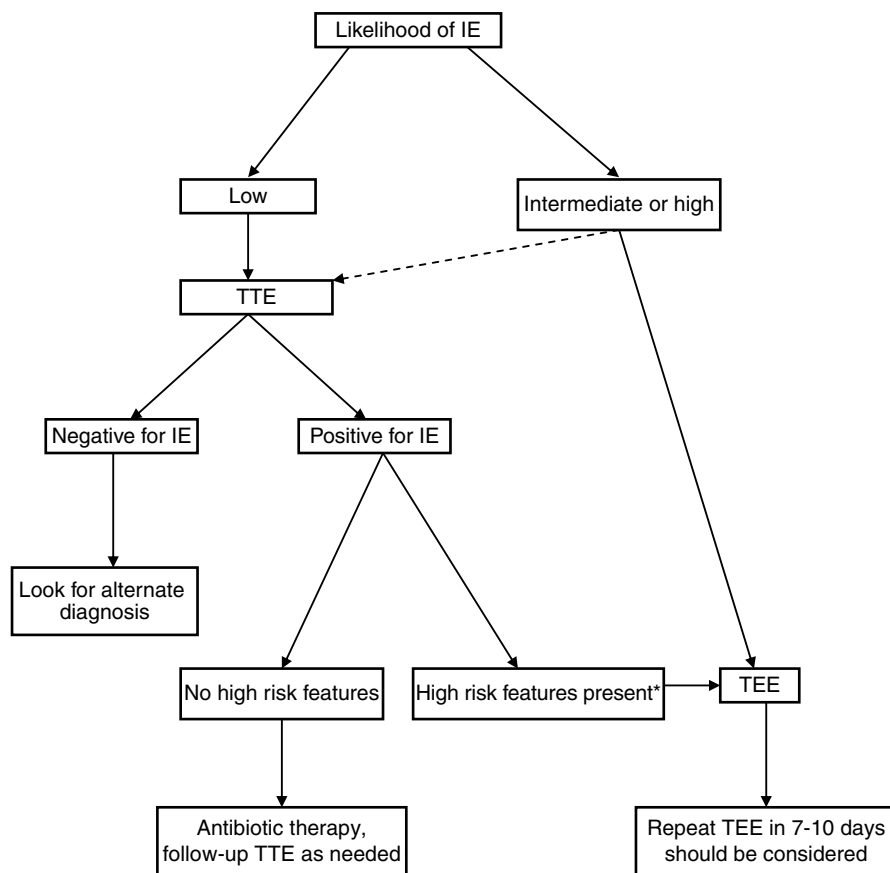 Likelihood of IE
Low
Intermediate or high
TTE
Negative for IE
Positive for IE
Look for alternate
diagnosis
No high risk features
High risk features present*
TEE
Antibiotic therapy,
follow-up TTE as needed
Repeat TEE in 7-10 days
should be considered